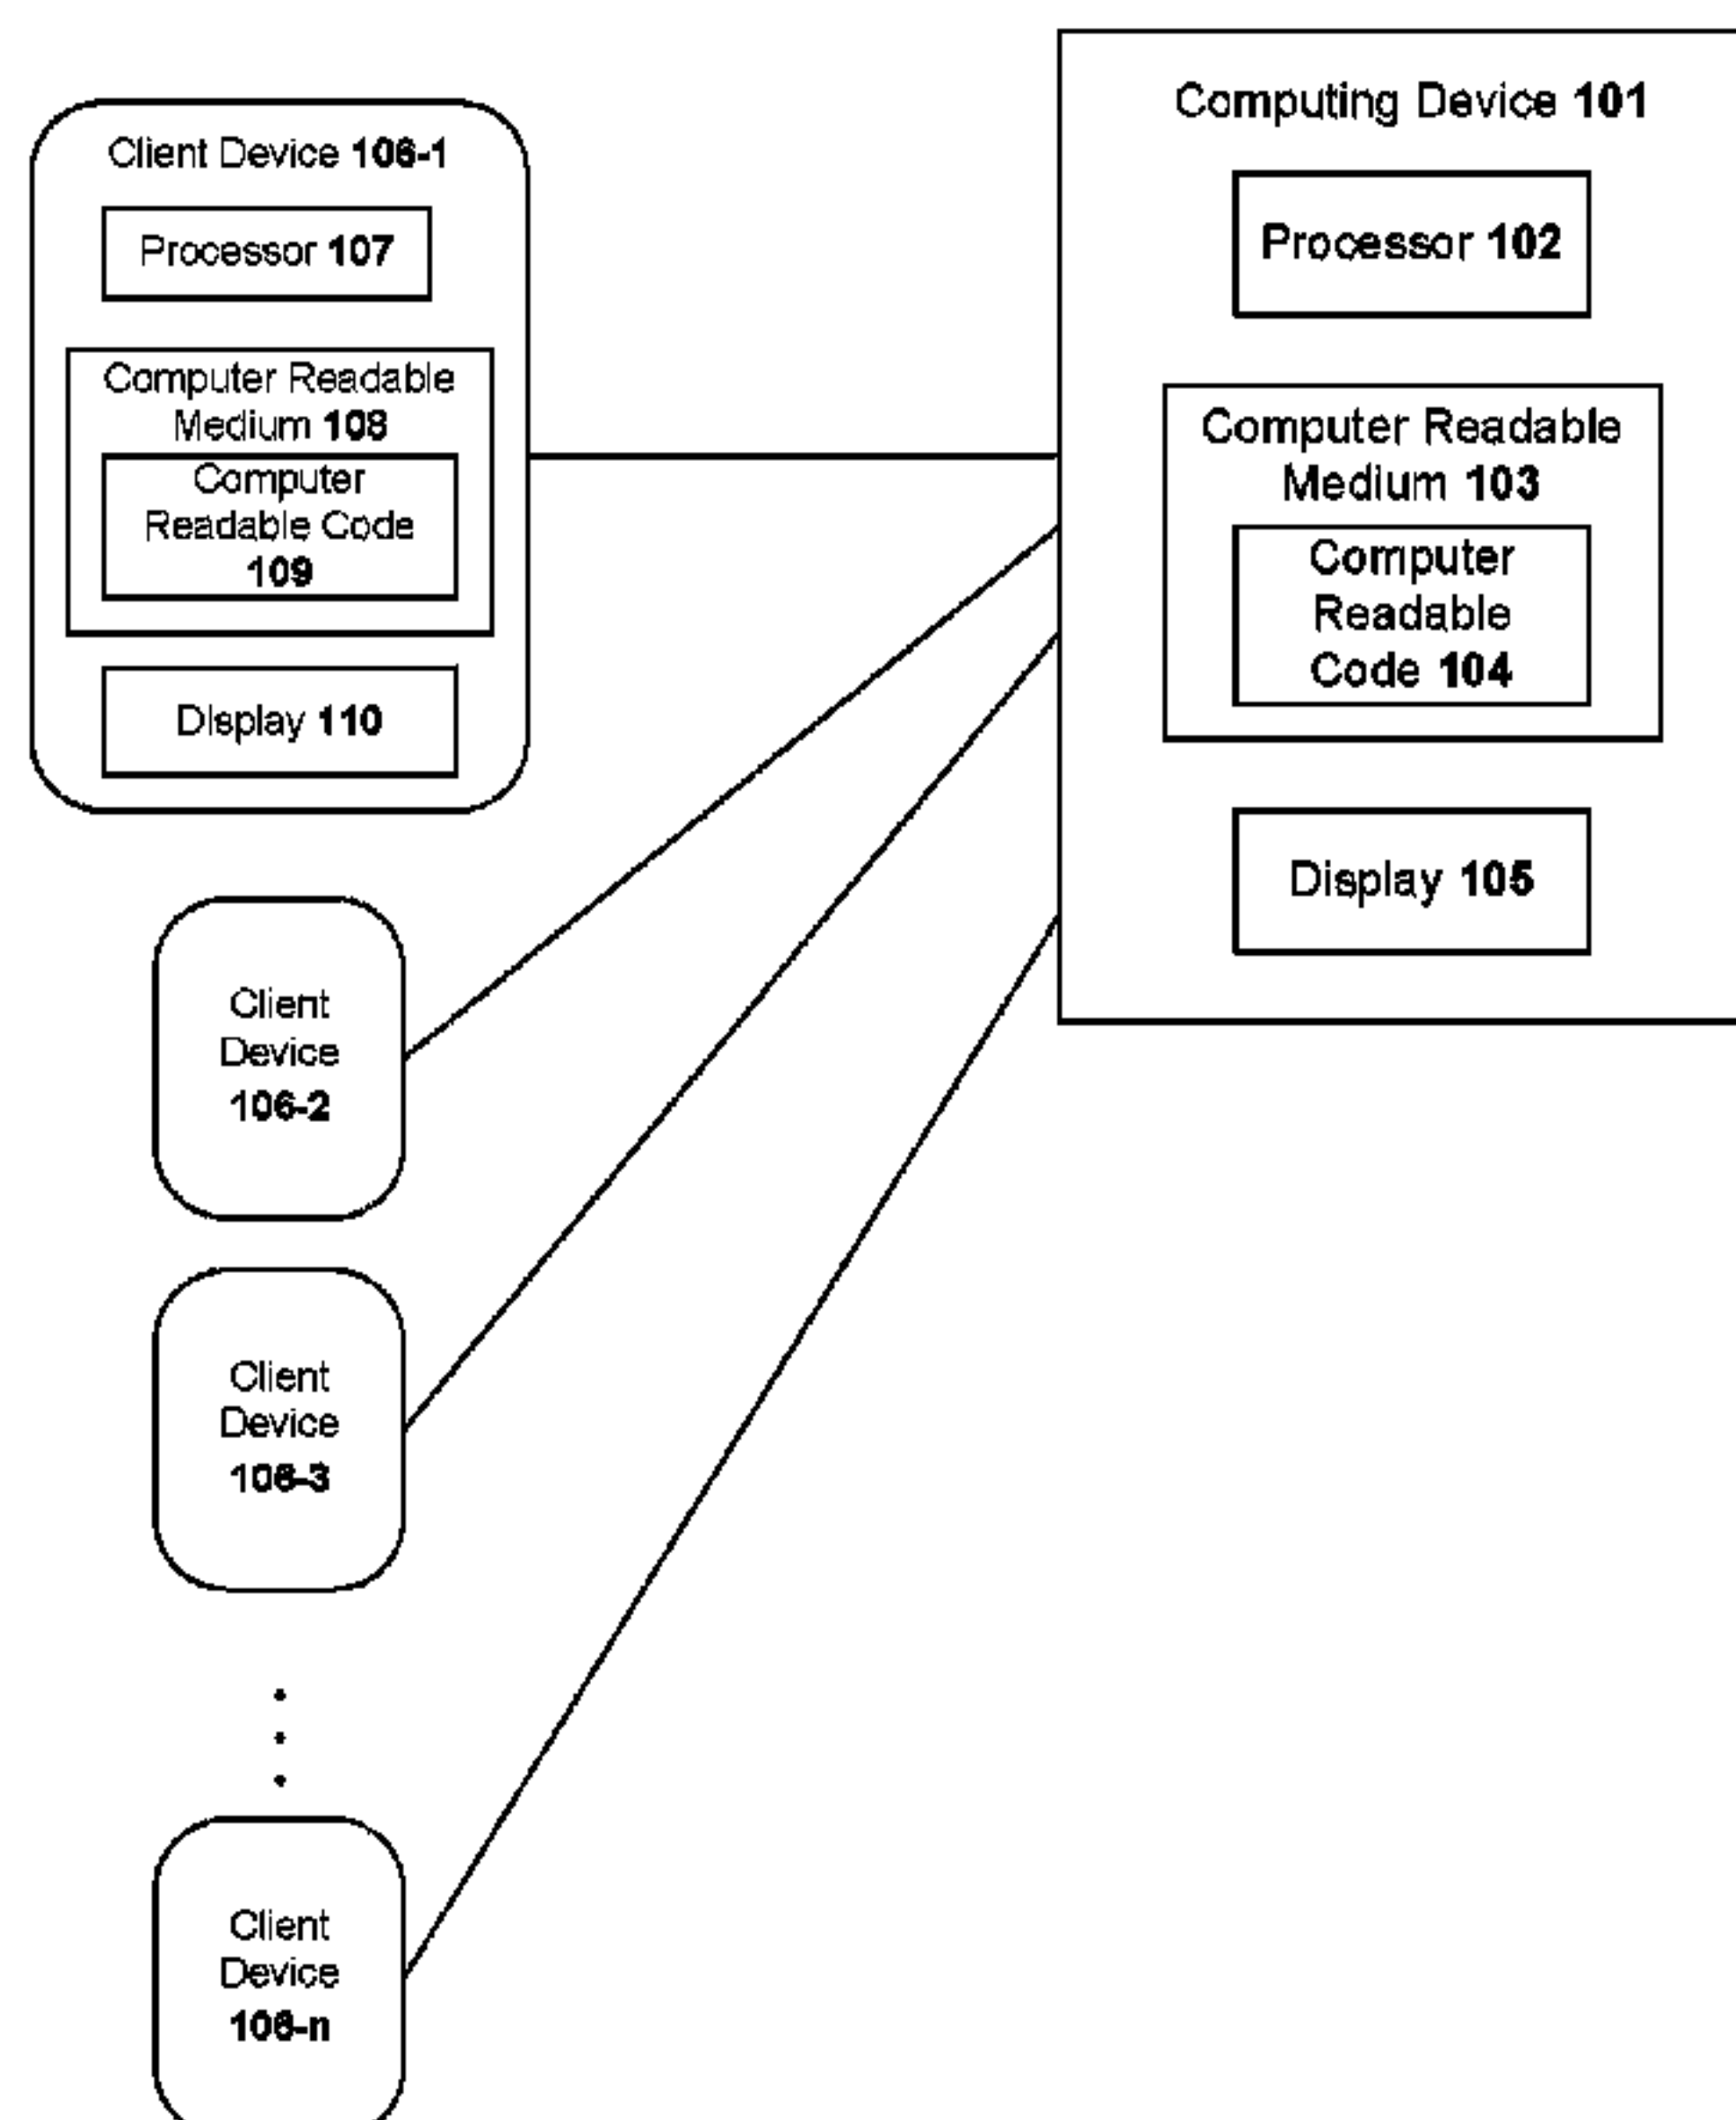 Client Device 106-1
Processor 107
Computer Readable
Medium 108
Computer
Readable Code
109
Display 110
Client
Device
106-2
Client
Device
106-3
Client
Device
106-n
Computing Device 101
Processor 102
Computer Readable
Medium 103
Computer
Readable
Code 104
Display 105